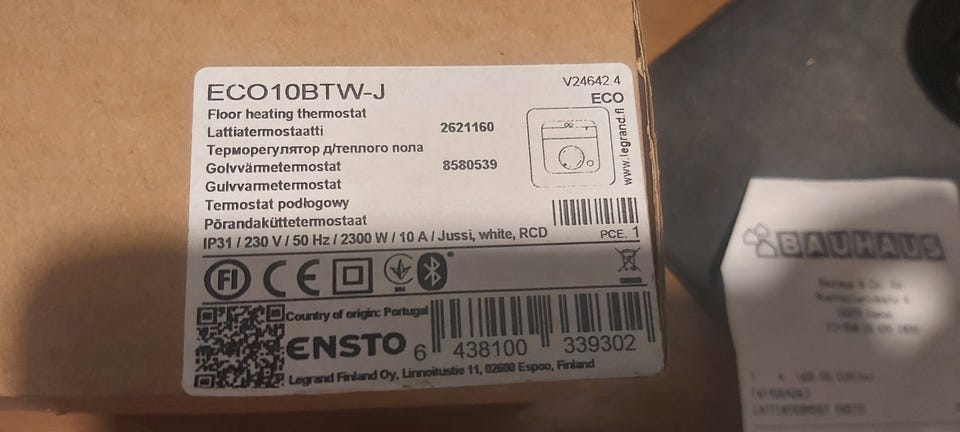 ECO10BTW-J
V24642.4
ECO
Floor heating thermostat
Lattiatermostaatti 2621160
Терморегулятор д/теплого пола
Golvvärmetermostat 8580539
Gulvvarmetermostat
Termostat podłogowy
Põrandaküttetermostaat
www.legrand.fi
IP31 / 230 V / 50 Hz / 2300 W / 10 A / Jussi, white, RCD
PCE. 1
FI CE
Country of origin: Portugal
ENSTO
6 438100 339302
Legrand Finland Oy, Linnoitustie 11, 02600 Espoo, Finland
BAUHAUS
LATTIATERMOST ENSTO